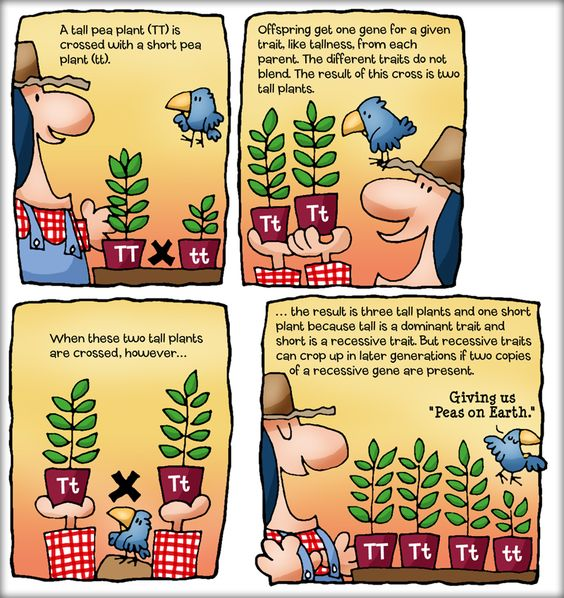 A tall pea plant (TT) is
crossed with a short pea
plant (tt).
TT
tt
Offspring get one gene for a given
trait, like tallness, from each
parent. The different traits do not
blend. The result of this cross is two
tall plants.
Tt
Tt
When these two tall plants
are crossed, however...
Tt
Tt
... the result is three tall plants and one short
plant because tall is a dominant trait and
short is a recessive trait. But recessive traits
can crop up in later generations if two copies
of a recessive gene are present.
Giving us
"Peas on Earth."
TT
Tt
Tt
tt